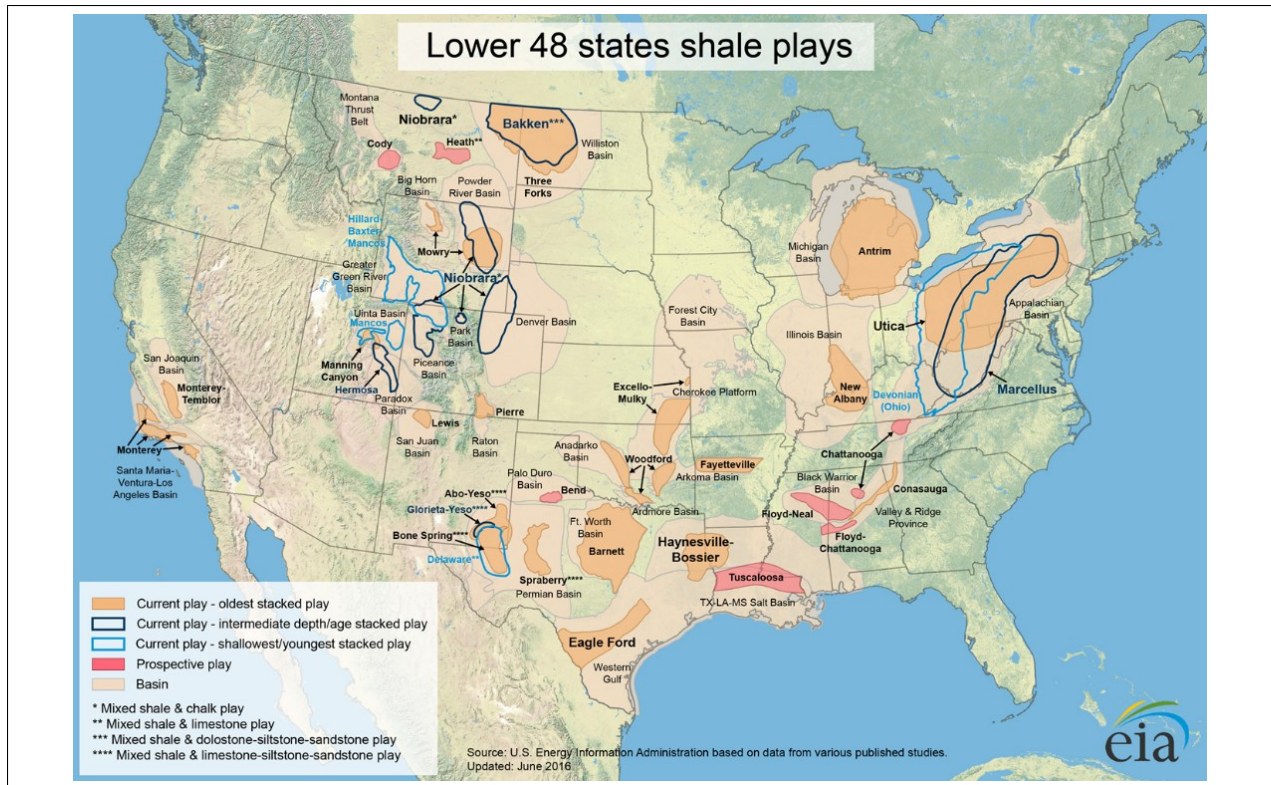 Lower 48 states shale plays
Montana
Thrust
Belt
Niobrara*
Bakken***
Williston
Basin
Cody
Heath**
Big Horn
Basin
Powder
River Basin
Three
Forks
Hillard-
Baxter-
Mancos
Mowry
Greater
Green River
Basin
Niobrara*
Michigan
Basin
Antrim
Uinta Basin
Mancos
Park
Basin
Denver Basin
Forest City
Basin
Illinois Basin
Utica
Appalachian
Basin
San Joaquin
Basin
Manning
Canyon
Hermosa
Piceance
Basin
Monterey-
Temblor
Paradox
Basin
Excello-
Mulky
Cherokee Platform
New
Albany
Devonian
(Ohio)
Marcellus
Lewis
Pierre
Monterey
San Juan
Basin
Raton
Basin
Anadarko
Basin
Woodford
Fayetteville
Arkoma Basin
Chattanooga
Santa Maria-
Ventura-Los
Angeles Basin
Palo Duro
Basin
Bend
Black Warrior
Basin
Conasauga
Abo-Yeso****
Glorieta-Yeso****
Ardmore Basin
Floyd-Neal
Valley & Ridge
Province
Bone Spring****
Delaware**
Ft. Worth
Basin
Barnett
Haynesville-
Bossier
Floyd-
Chattanooga
Spraberry****
Permian Basin
Tuscaloosa
TX-LA-MS Salt Basin
Eagle Ford
Western
Gulf
Current play - oldest stacked play
Current play - intermediate depth/age stacked play
Current play - shallowest/youngest stacked play
Prospective play
Basin
* Mixed shale & chalk play
** Mixed shale & limestone play
*** Mixed shale & dolostone-siltstone-sandstone play
**** Mixed shale & limestone-siltstone-sandstone play
Source: U.S. Energy Information Administration based on data from various published studies.
Updated: June 2016
eia